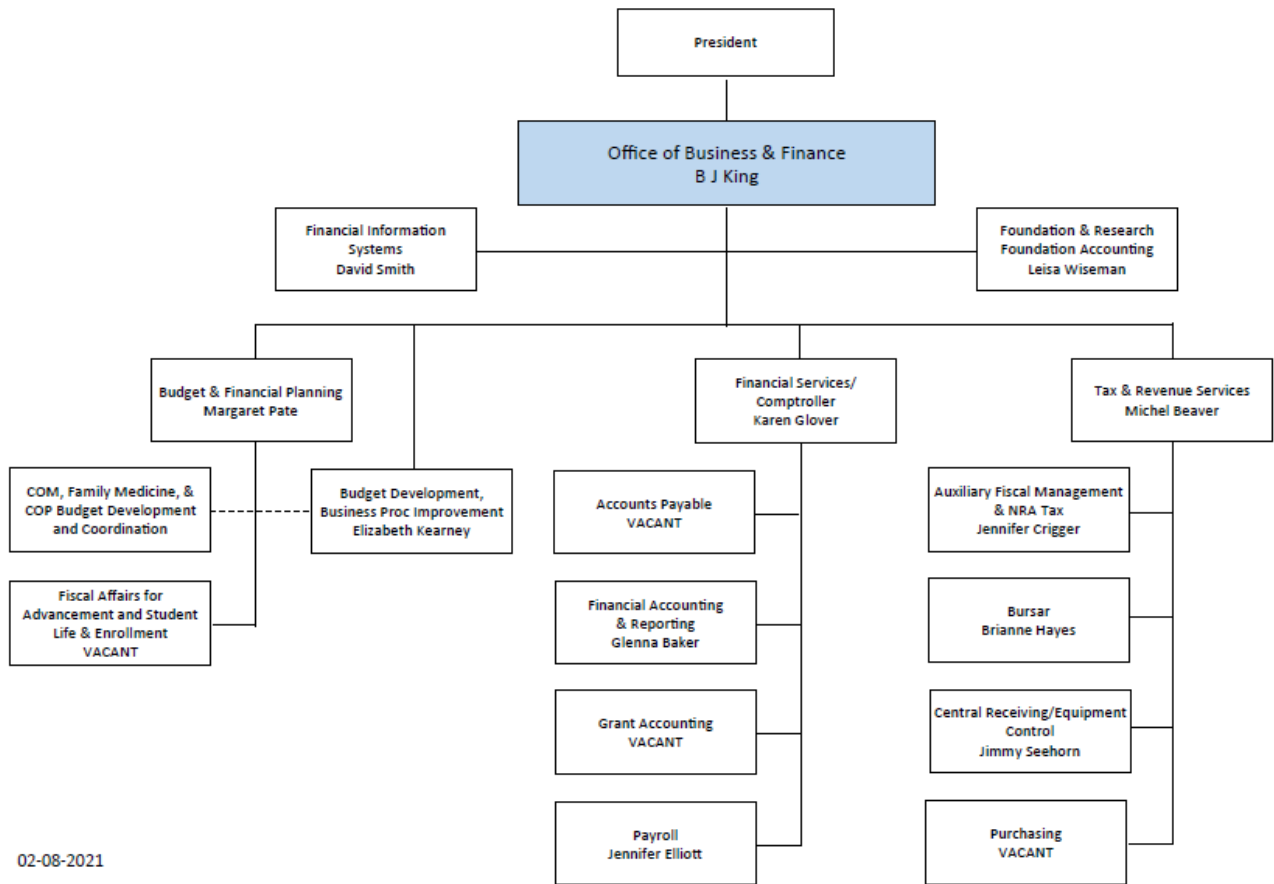 President
Office of Business & Finance
B J King
Financial Information
Systems
David Smith
Foundation & Research
Foundation Accounting
Leisa Wiseman
Budget & Financial Planning
Margaret Pate
Financial Services/
Comptroller
Karen Glover
Tax & Revenue Services
Michel Beaver
COM, Family Medicine, &
COP Budget Development
and Coordination
Budget Development,
Business Proc Improvement
Elizabeth Kearney
Accounts Payable
VACANT
Auxiliary Fiscal Management
& NRA Tax
Jennifer Crigger
Fiscal Affairs for
Advancement and Student
Life & Enrollment
VACANT
Financial Accounting
& Reporting
Glenna Baker
Bursar
Brianne Hayes
Grant Accounting
VACANT
Central Receiving/Equipment
Control
Jimmy Seehorn
Payroll
Jennifer Elliott
Purchasing
VACANT
02-08-2021